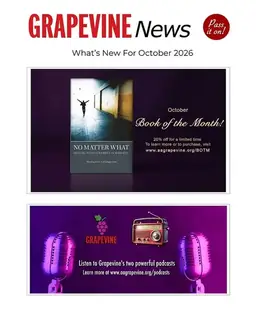 GRAPEVINE News
Pass
it on!
What's New For October 2026
October
Book of the Month!
20% off for a limited time
To learn more or to purchase, visit
www.aagrapevine.org/BOTM
NO MATTER WHAT
GRAPEVINE
Listen to Grapevine's two powerful podcasts
Learn more at www.aagrapevine.org/podcasts